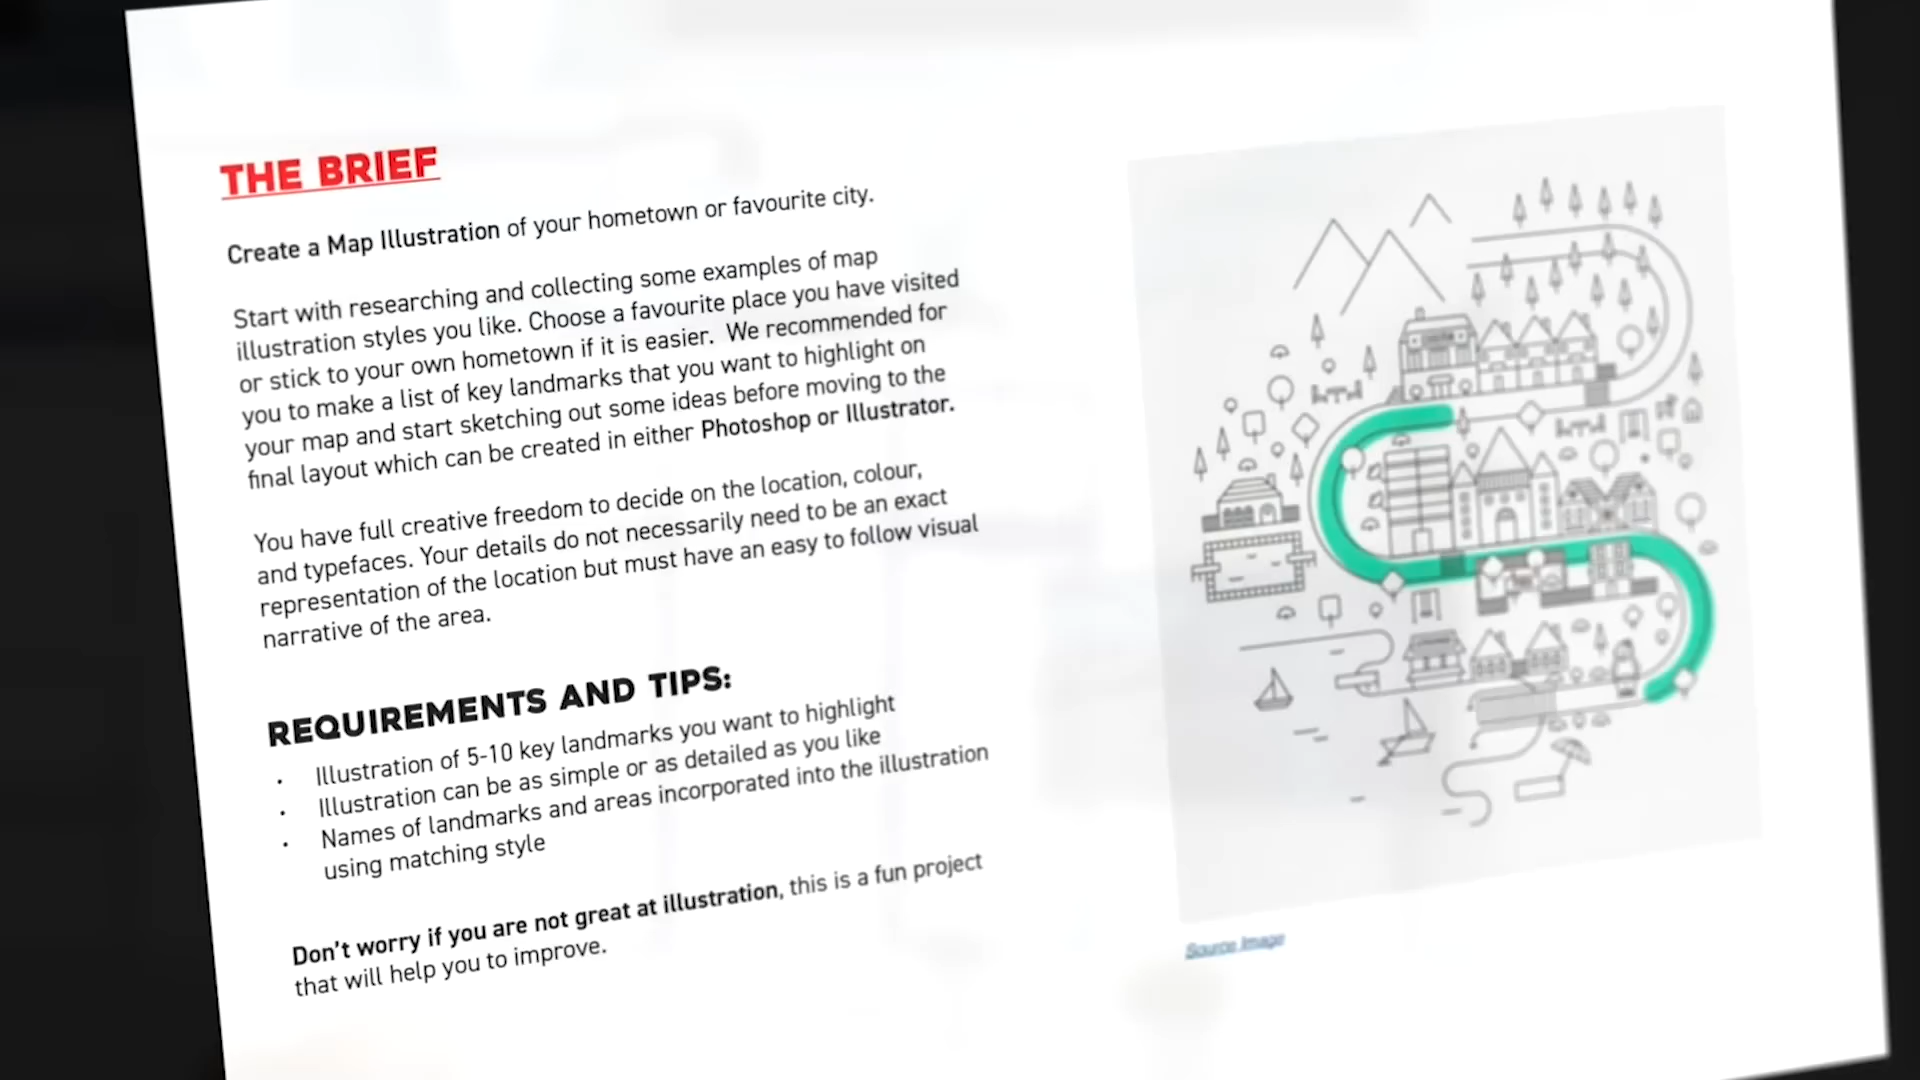 THE BRIEF
Create a Map Illustration of your hometown or favourite city.
Start with researching and collecting some examples of map
illustration styles you like. Choose a favourite place you have visited
or stick to your own hometown if it is easier. We recommended for
you to make a list of key landmarks that you want to highlight on
your map and start sketching out some ideas before moving to the
final layout which can be created in either Photoshop or Illustrator.
You have full creative freedom to decide on the location, colour,
and typefaces. Your details do not necessarily need to be an exact
representation of the location but must have an easy to follow visual
narrative of the area.
REQUIREMENTS AND TIPS:
· Illustration of 5-10 key landmarks you want to highlight
· Illustration can be as simple or as detailed as you like
· Names of landmarks and areas incorporated into the illustration
using matching style
Don't worry if you are not great at illustration, this is a fun project
that will help you to improve.
Source Image